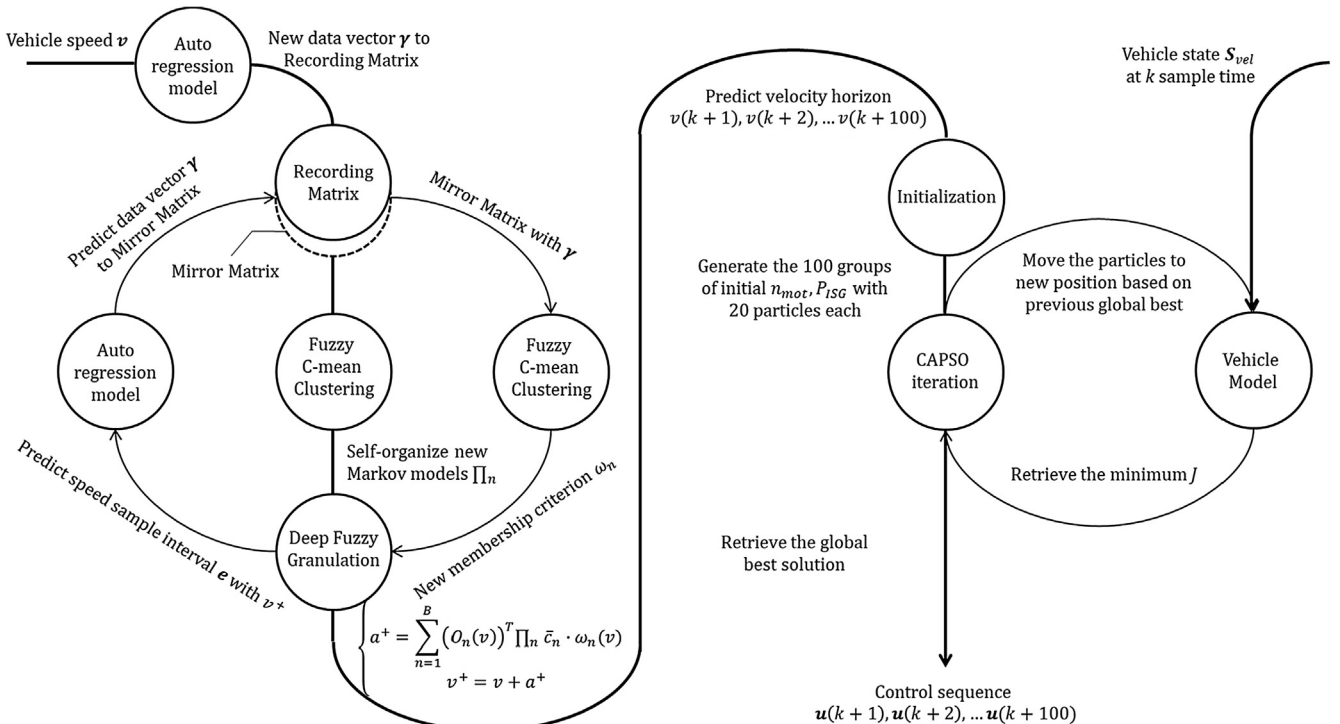 Vehicle speed v
Auto
regression
model
New data vector γ to
Recording Matrix
Recording
Matrix
Predict data vector γ
to Mirror Matrix
Mirror Matrix
Mirror Matrix with γ
Auto
regression
model
Fuzzy
C-mean
Clustering
Fuzzy
C-mean
Clustering
Self-organize new
Markov models ∏n
Predict speed sample interval e with v⁺
Deep Fuzzy
Granulation
New membership criterion ωn
a⁺ = ∑_{n=1}^{B} (On(v))^T ∏n c̄n · ωn(v)
v⁺ = v + a⁺
Predict velocity horizon
v(k + 1), v(k + 2), … v(k + 100)
Initialization
Generate the 100 groups
of initial n_mot, P_ISG with
20 particles each
CAPSO
iteration
Vehicle state S_vel
at k sample time
Move the particles to
new position based on
previous global best
Vehicle
Model
Retrieve the minimum J
Retrieve the global
best solution
Control sequence
u(k + 1), u(k + 2), … u(k + 100)